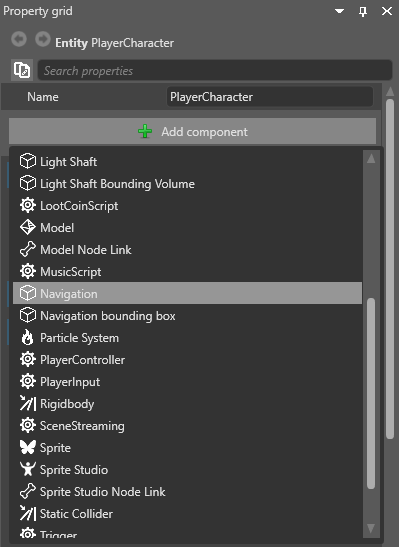 Property grid
Entity PlayerCharacter
Search properties
Name PlayerCharacter
Add component
Light Shaft
Light Shaft Bounding Volume
LootCoinScript
Model
Model Node Link
MusicScript
Navigation
Navigation bounding box
Particle System
PlayerController
PlayerInput
Rigidbody
SceneStreaming
Sprite
Sprite Studio
Sprite Studio Node Link
Static Collider
Trigger